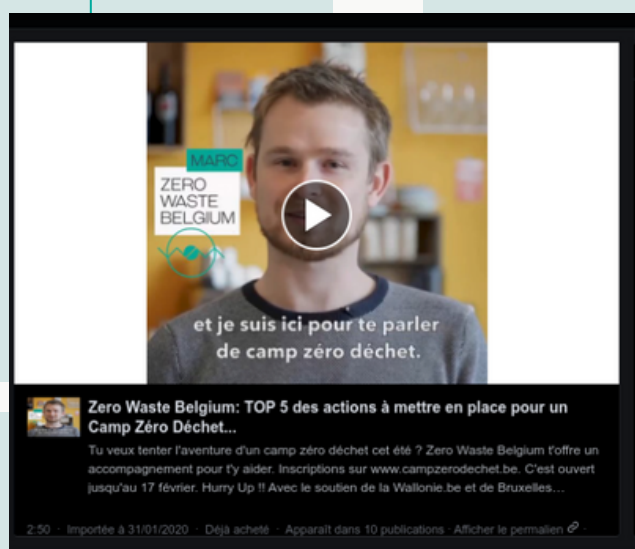 MARC
ZERO
WASTE
BELGIUM
et je suis ici pour te parler
de camp zéro déchet.
Zero Waste Belgium: TOP 5 des actions à mettre en place pour un
Camp Zéro Déchet...
Tu veux tenter l'aventure d'un camp zéro déchet cet été ? Zero Waste Belgium t'offre un
accompagnement pour t'y aider. Inscriptions sur www.campzerodechet.be. C'est ouvert
jusqu'au 17 février. Hurry Up !! Avec le soutien de la Wallonie.be et de Bruxelles…
2:50 · Importée à 31/01/2020 · Déjà acheté · Apparaît dans 10 publications · Afficher le permalien